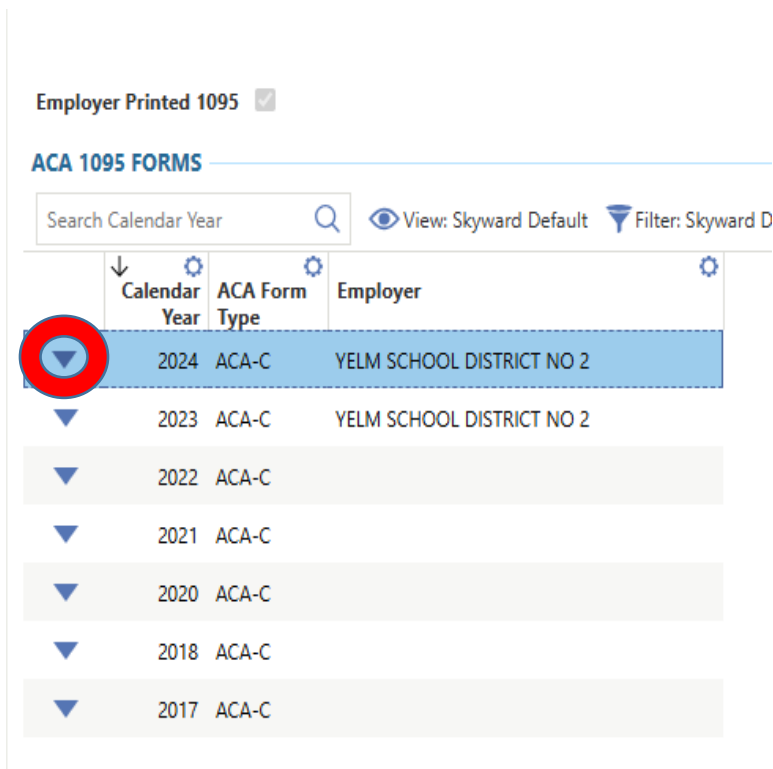 Employer Printed 1095
ACA 1095 FORMS
Search Calendar Year View: Skyward Default Filter: Skyward D
Calendar Year ACA Form Type Employer
2024 ACA-C YELM SCHOOL DISTRICT NO 2
2023 ACA-C YELM SCHOOL DISTRICT NO 2
2022 ACA-C
2021 ACA-C
2020 ACA-C
2018 ACA-C
2017 ACA-C